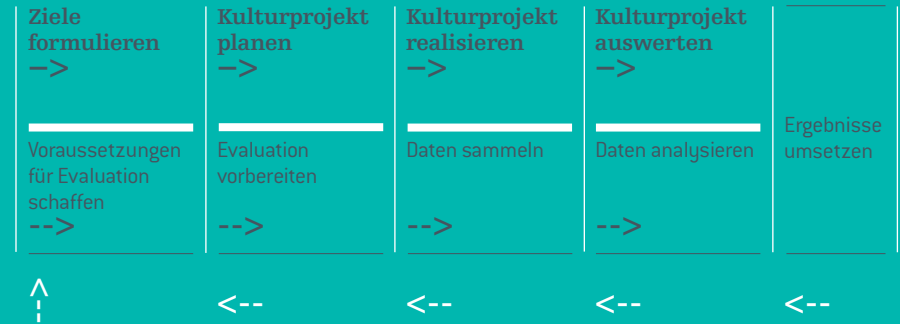 Ziele
formulieren
–>
Kulturprojekt
planen
–>
Kulturprojekt
realisieren
–>
Kulturprojekt
auswerten
–>
Voraussetzungen
für Evaluation
schaffen
-->
Evaluation
vorbereiten
-->
Daten sammeln
-->
Daten analysieren
-->
Ergebnisse
umsetzen
<--
<--
<--
<--